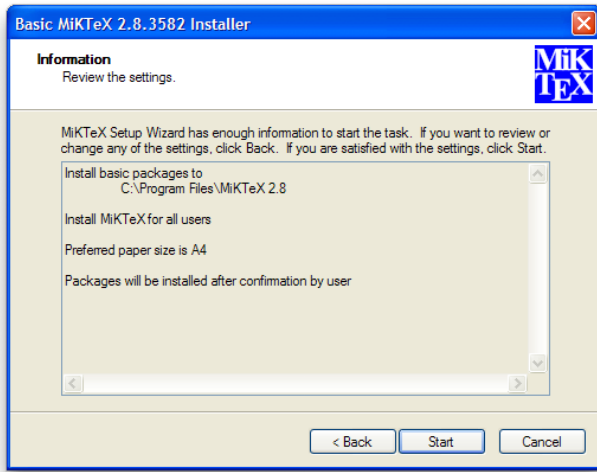 Basic MiKTeX 2.8.3582 Installer
Information
Review the settings.
MiK
TEX
MiKTeX Setup Wizard has enough information to start the task. If you want to review or
change any of the settings, click Back. If you are satisfied with the settings, click Start.
Install basic packages to
C:\Program Files\MiKTeX 2.8
Install MiKTeX for all users
Preferred paper size is A4
Packages will be installed after confirmation by user
< Back Start Cancel